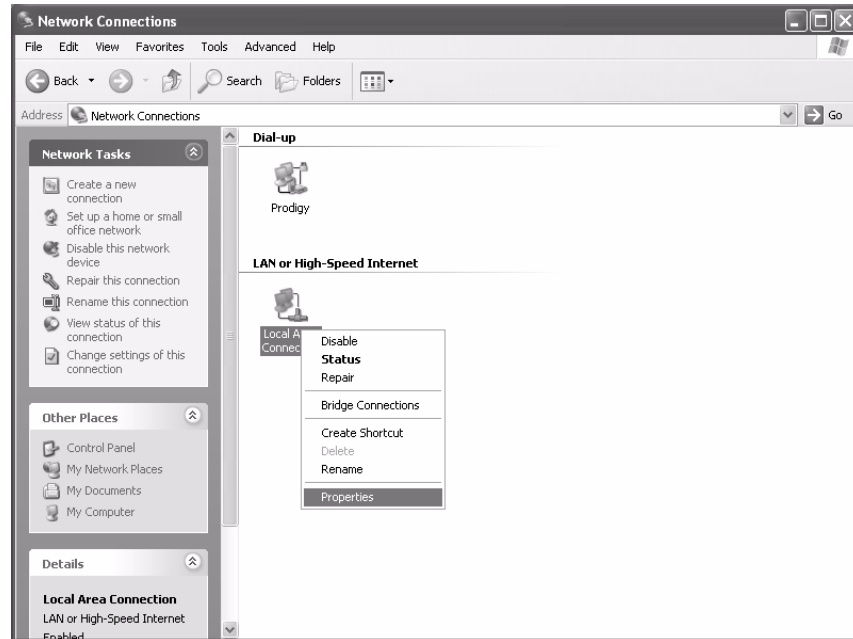 Network Connections
File Edit View Favorites Tools Advanced Help
Back Search Folders
Address Network Connections Go
Network Tasks
Create a new
connection
Set up a home or small
office network
Disable this network
device
Repair this connection
Rename this connection
View status of this
connection
Change settings of this
connection
Other Places
Control Panel
My Network Places
My Documents
My Computer
Details
Local Area Connection
LAN or High-Speed Internet
Enabled
Dial-up
Prodigy
LAN or High-Speed Internet
Local A
Connec
Disable
Status
Repair
Bridge Connections
Create Shortcut
Delete
Rename
Properties